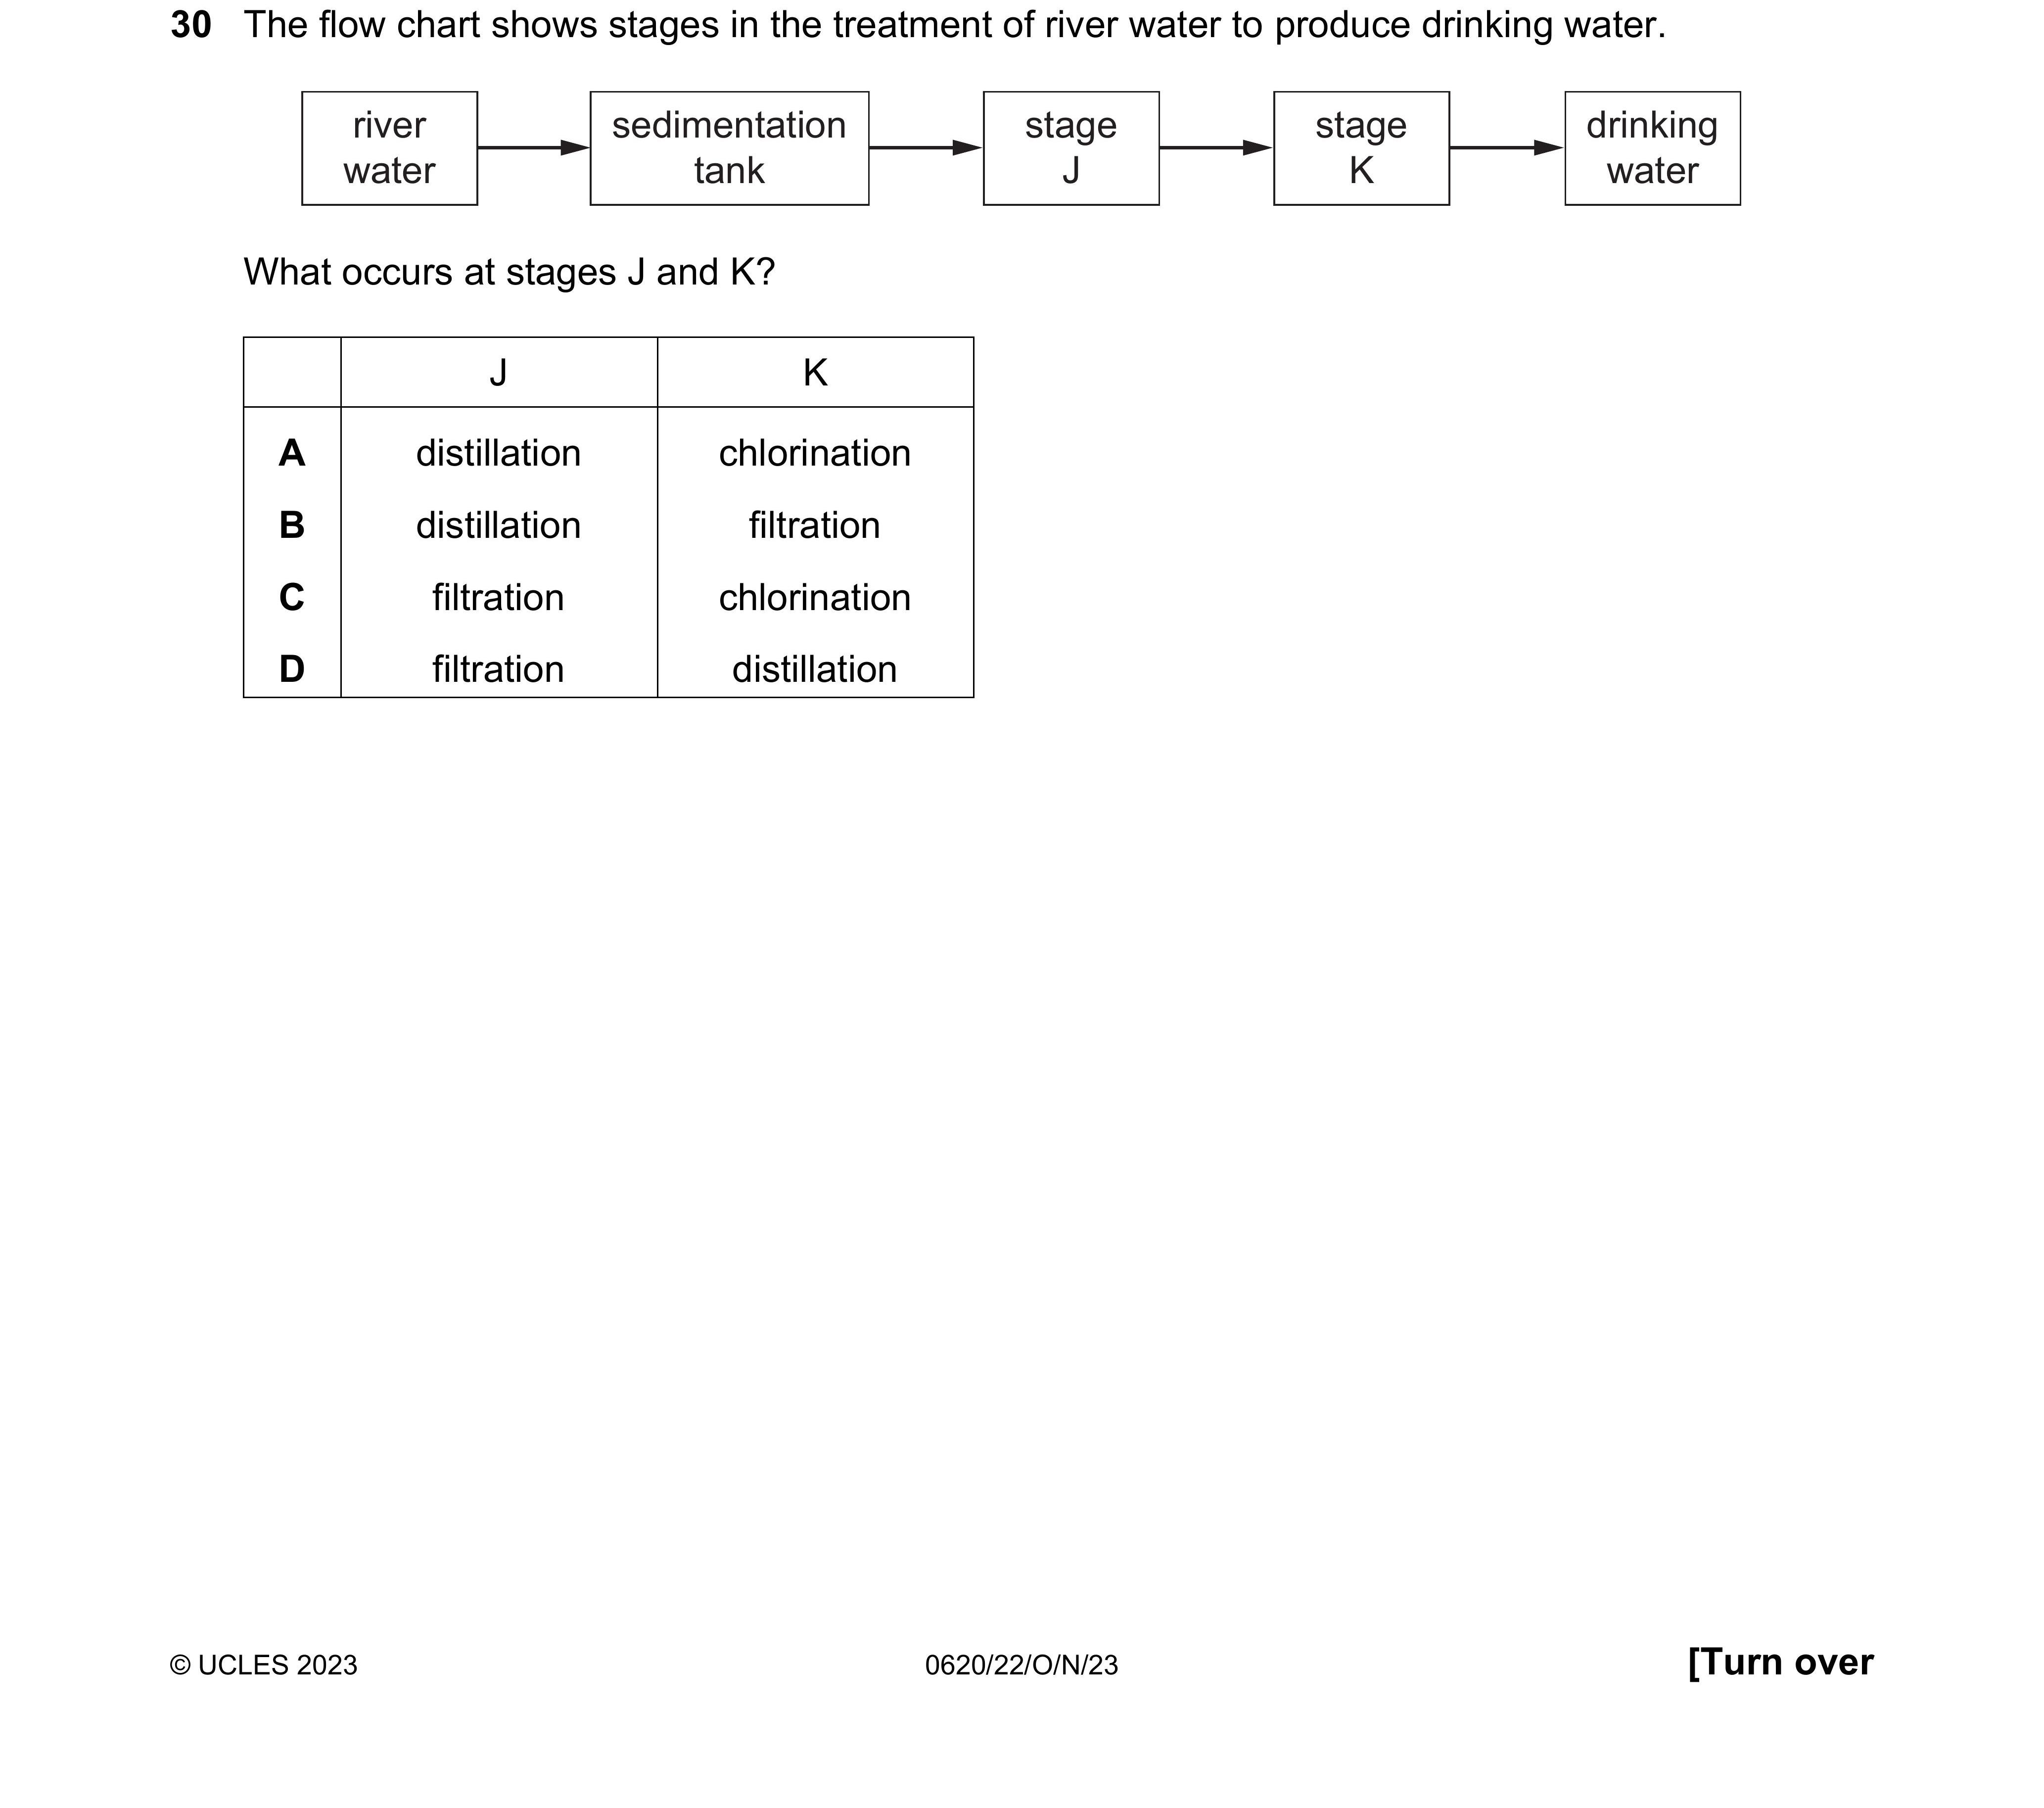 30 The flow chart shows stages in the treatment of river water to produce drinking water.
river water
sedimentation tank
stage J
stage K
drinking water
What occurs at stages J and K?
J K
A distillation chlorination
B distillation filtration
C filtration chlorination
D filtration distillation
© UCLES 2023 0620/22/O/N/23 [Turn over